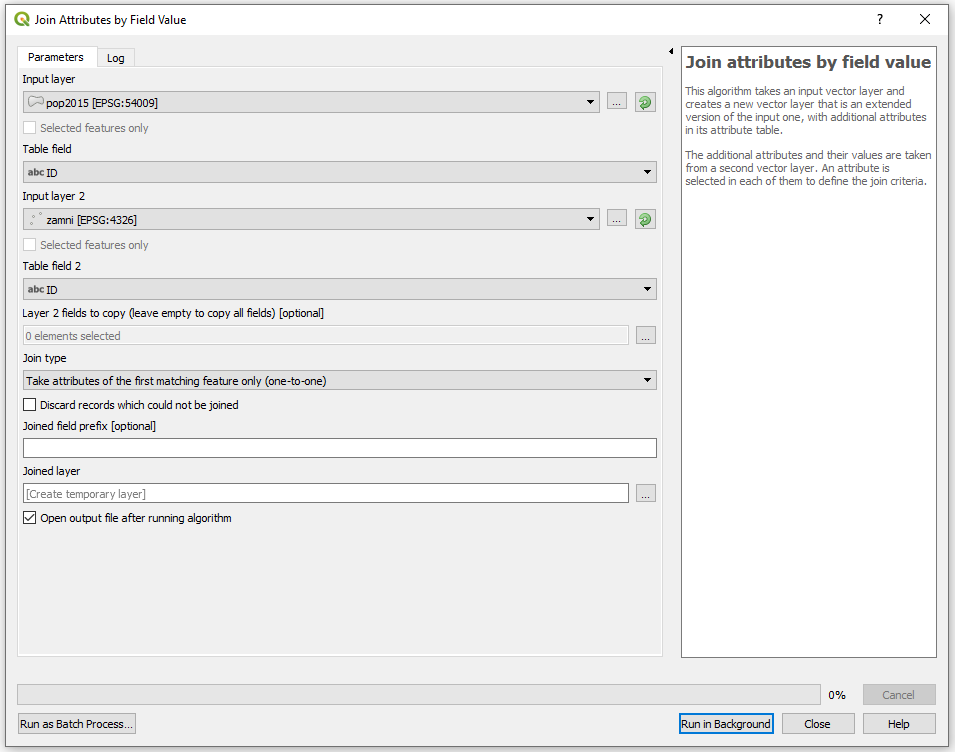 Join Attributes by Field Value
?
Parameters
Log
Input layer
pop2015 [EPSG:54009]
...
Selected features only
Table field
abc ID
Input layer 2
zamni [EPSG:4326]
...
Selected features only
Table field 2
abc ID
Layer 2 fields to copy (leave empty to copy all fields) [optional]
0 elements selected
...
Join type
Take attributes of the first matching feature only (one-to-one)
Discard records which could not be joined
Joined field prefix [optional]
Joined layer
[Create temporary layer]
...
Open output file after running algorithm
Join attributes by field value
This algorithm takes an input vector layer and
creates a new vector layer that is an extended
version of the input one, with additional attributes
in its attribute table.
The additional attributes and their values are taken
from a second vector layer. An attribute is
selected in each of them to define the join criteria.
0%
Cancel
Run as Batch Process...
Run in Background
Close
Help